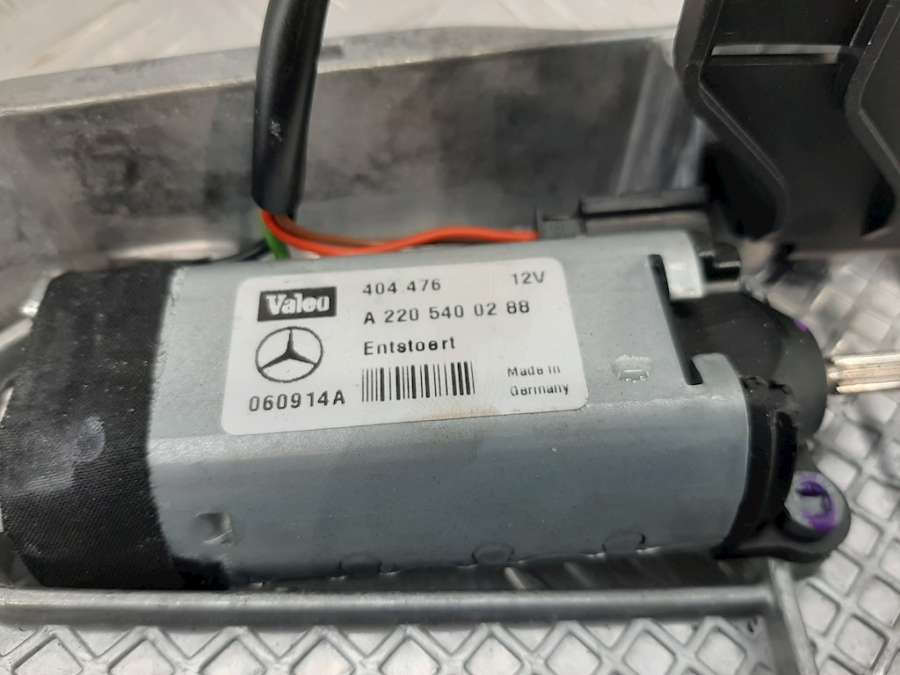 Valeo
404 476 12V
A 220 540 02 88
Entstoert
Made in
Germany
060914A